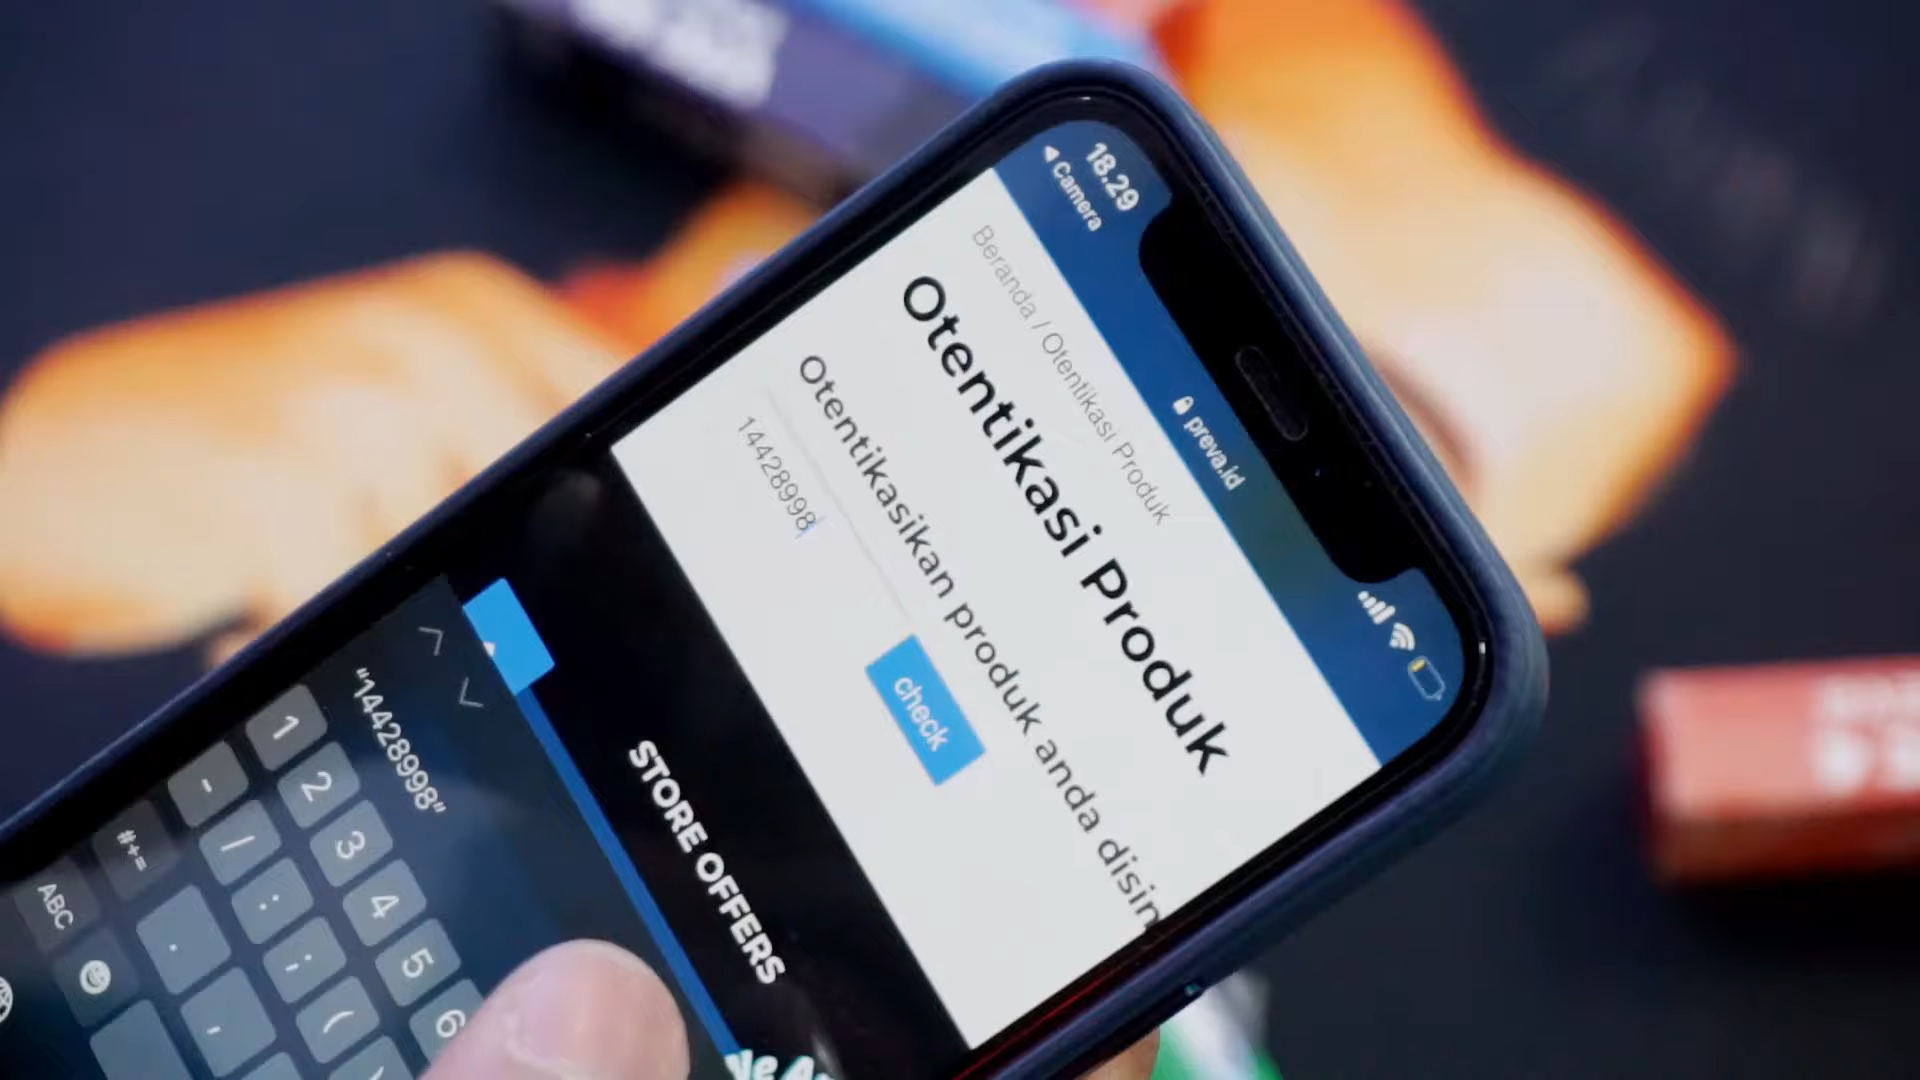 18.29
◀ Camera
preva.id
Beranda / Otentikasi Produk
Otentikasi Produk
Otentikasikan produk anda disin
14428998
check
STORE OFFERS
"14428998"
1 2 3 4 5 6
- / : ; (
#+=
. ,
ABC